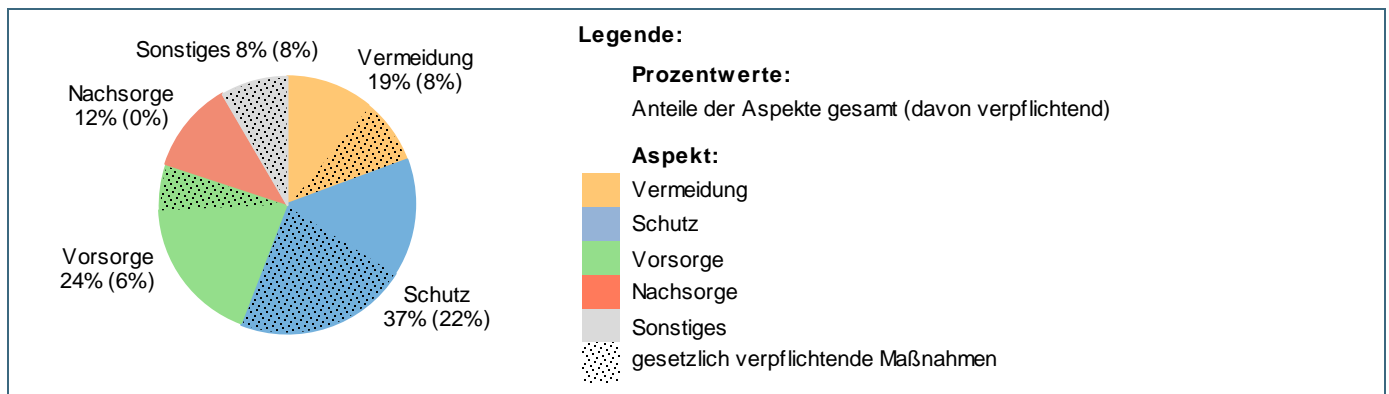 Sonstiges 8% (8%)
Vermeidung
19% (8%)
Nachsorge
12% (0%)
Vorsorge
24% (6%)
Schutz
37% (22%)
Legende:
Prozentwerte:
Anteile der Aspekte gesamt (davon verpflichtend)
Aspekt:
Vermeidung
Schutz
Vorsorge
Nachsorge
Sonstiges
gesetzlich verpflichtende Maßnahmen